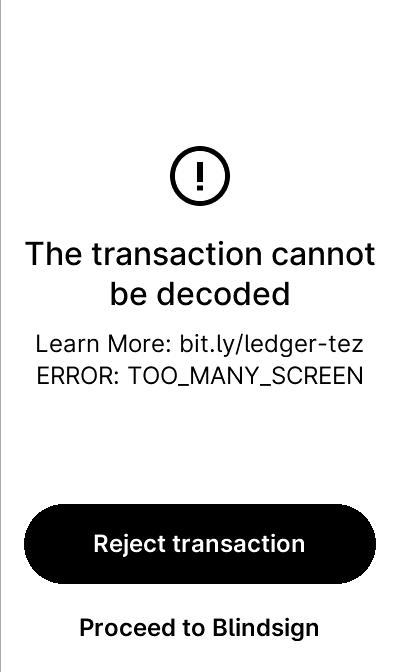 The transaction cannot
be decoded
Learn More: bit.ly/ledger-tez
ERROR: TOO_MANY_SCREEN
Reject transaction
Proceed to Blindsign